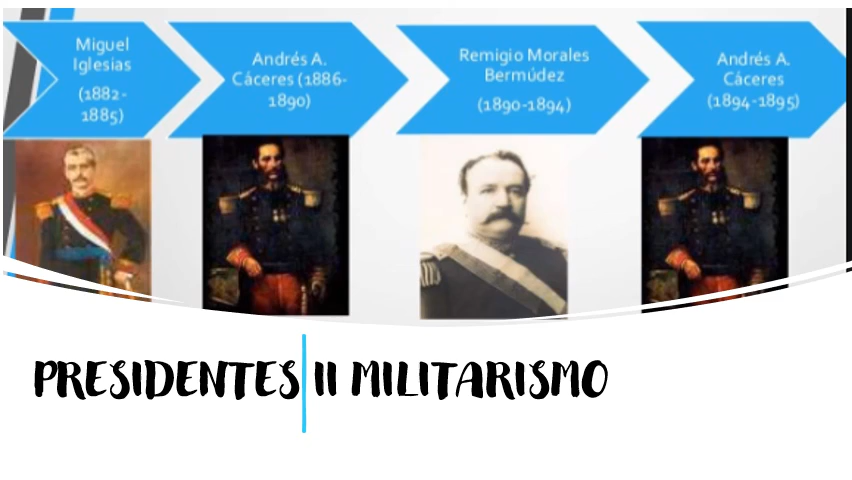 Miguel
Iglesias
(1882-
1885)
Andrés A.
Cáceres (1886-
1890)
Remigio Morales
Bermúdez
(1890-1894)
Andrés A.
Cáceres
(1894-1895)
PRESIDENTES II MILITARISMO